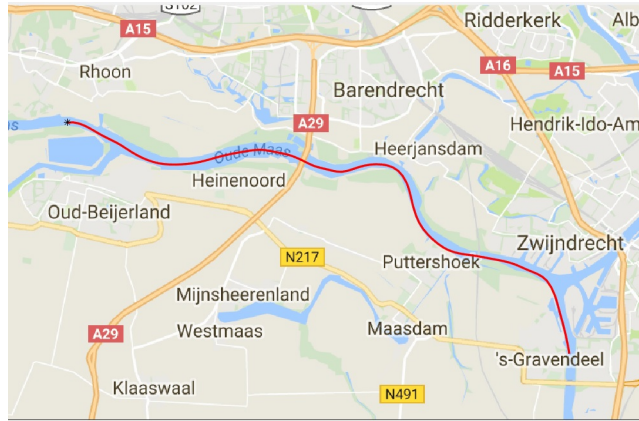 S102
A15
Ridderkerk
Alb
Rhoon
A16
A15
Barendrecht
A29
Hendrik-Ido-Am
Oude Maas
Heerjansdam
Heinenoord
Oud-Beijerland
Zwijndrecht
N217
Puttershoek
Mijnsheerenland
Westmaas
Maasdam
A29
's-Gravendeel
Klaaswaal
N491